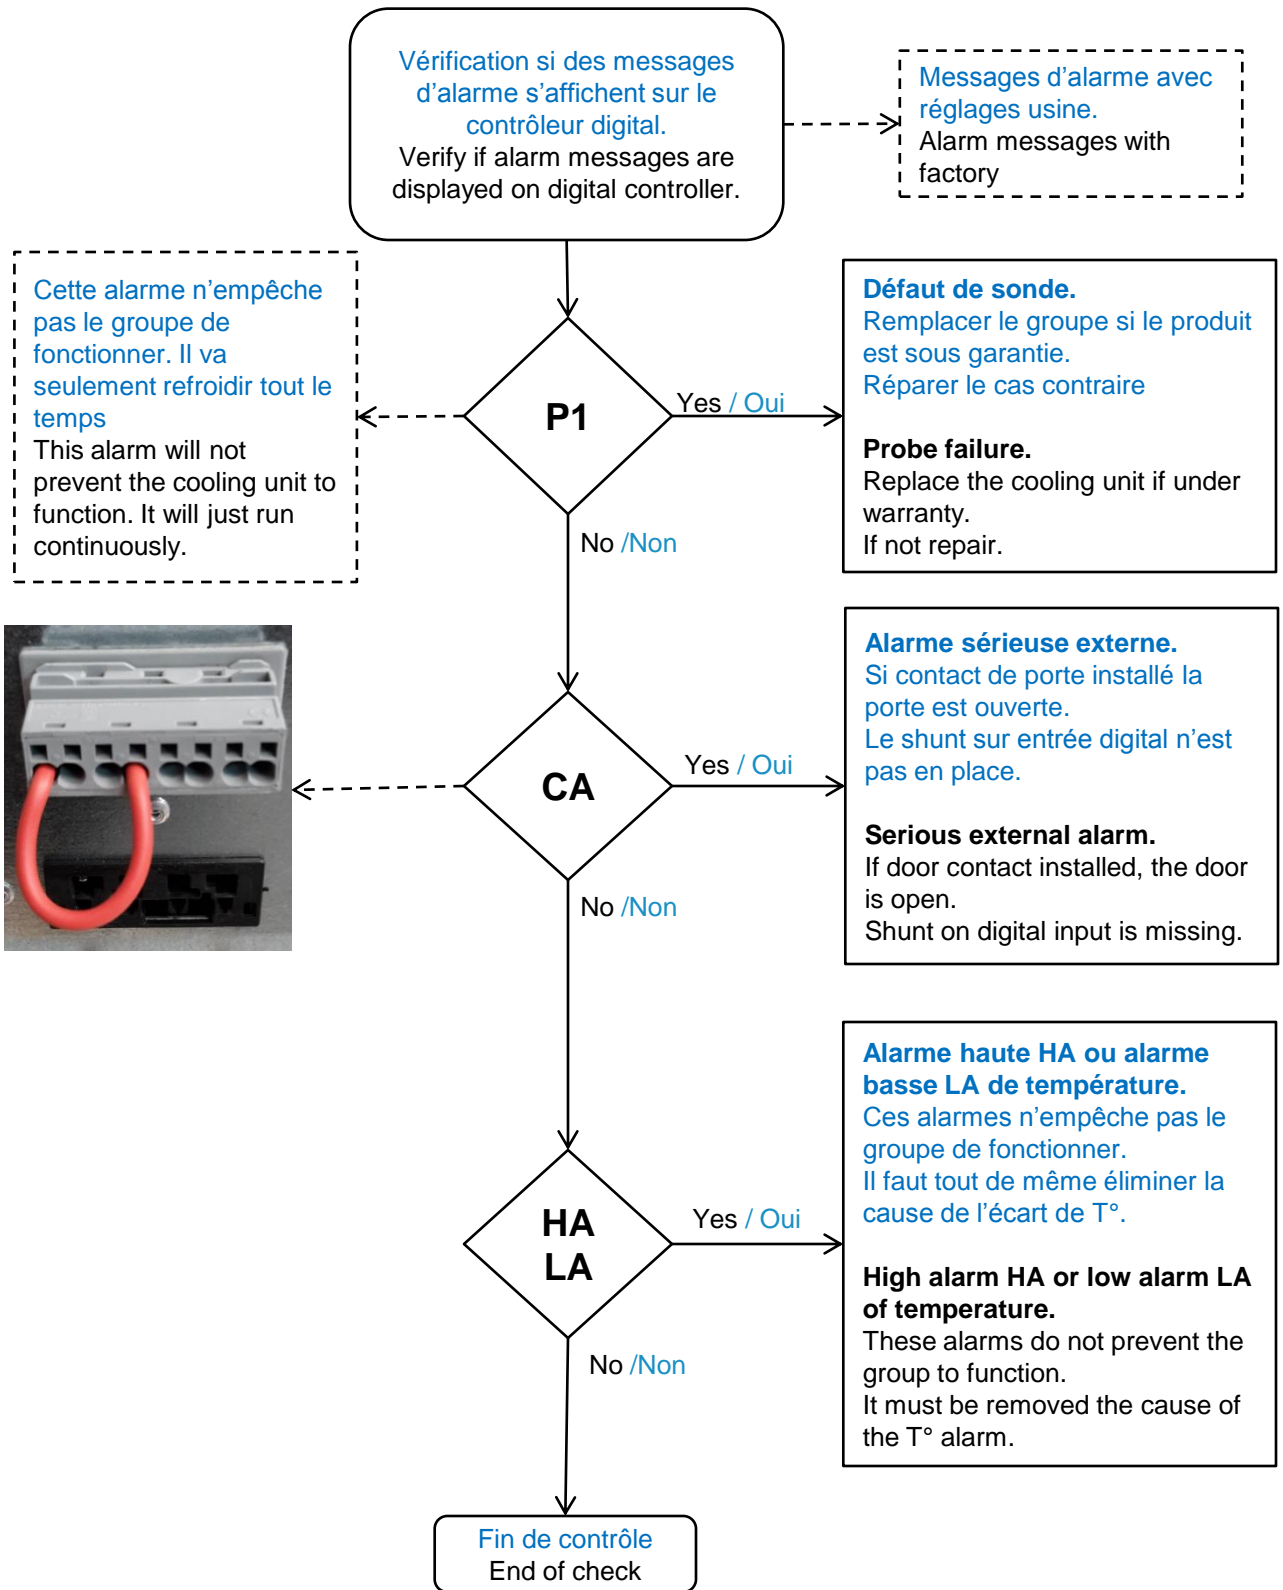 Vérification si des messages
d’alarme s’affichent sur le
contrôleur digital.
Verify if alarm messages are
displayed on digital controller.
Messages d’alarme avec
réglages usine.
Alarm messages with
factory
Cette alarme n’empêche
pas le groupe de
fonctionner. Il va
seulement refroidir tout le
temps
This alarm will not
prevent the cooling unit to
function. It will just run
continuously.
P1
Yes / Oui
Défaut de sonde.
Remplacer le groupe si le produit
est sous garantie.
Réparer le cas contraire
Probe failure.
Replace the cooling unit if under
warranty.
If not repair.
No /Non
CA
Yes / Oui
Alarme sérieuse externe.
Si contact de porte installé la
porte est ouverte.
Le shunt sur entrée digital n’est
pas en place.
Serious external alarm.
If door contact installed, the door
is open.
Shunt on digital input is missing.
No /Non
HA
LA
Yes / Oui
Alarme haute HA ou alarme
basse LA de température.
Ces alarmes n’empêche pas le
groupe de fonctionner.
Il faut tout de même éliminer la
cause de l’écart de T°.
High alarm HA or low alarm LA
of temperature.
These alarms do not prevent the
group to function.
It must be removed the cause of
the T° alarm.
No /Non
Fin de contrôle
End of check